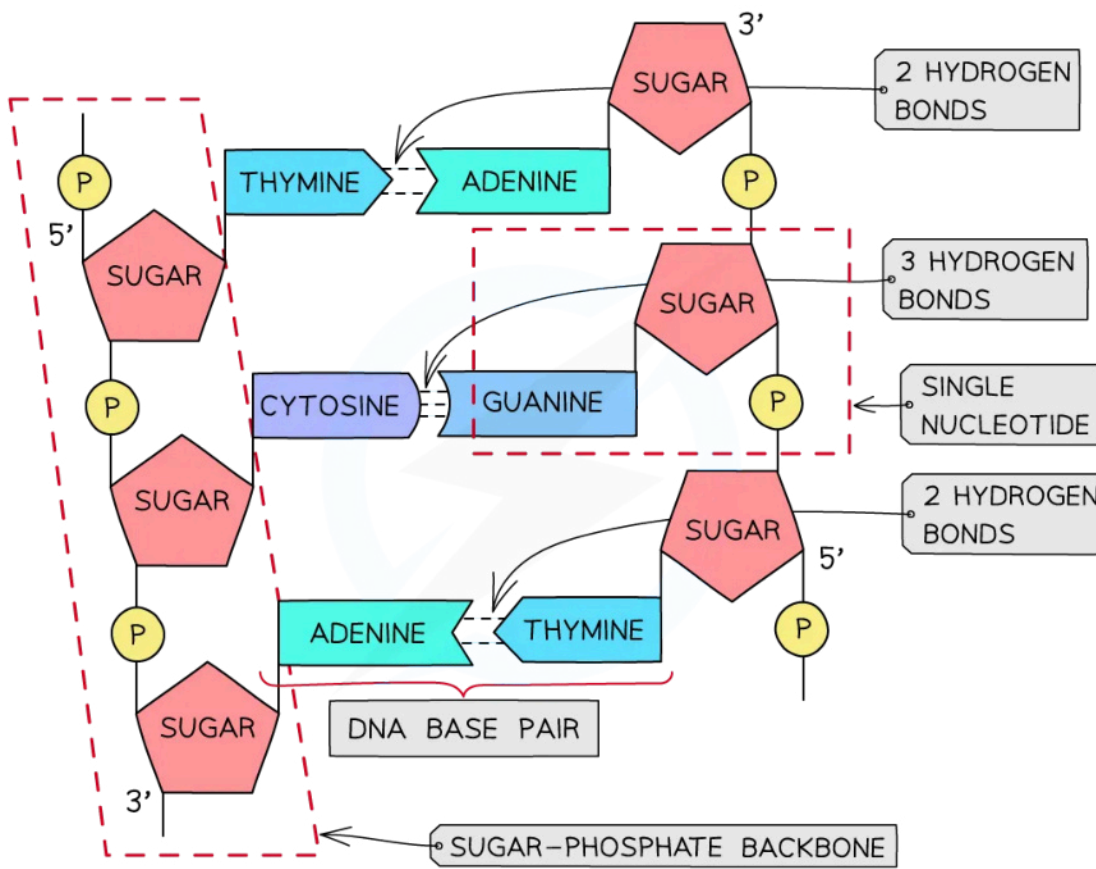 3’
SUGAR
2 HYDROGEN
BONDS
P
THYMINE
ADENINE
P
5’
SUGAR
SUGAR
3 HYDROGEN
BONDS
P
CYTOSINE
GUANINE
P
SINGLE
NUCLEOTIDE
SUGAR
SUGAR
2 HYDROGEN
BONDS
5’
P
ADENINE
THYMINE
P
SUGAR
DNA BASE PAIR
3’
SUGAR–PHOSPHATE BACKBONE